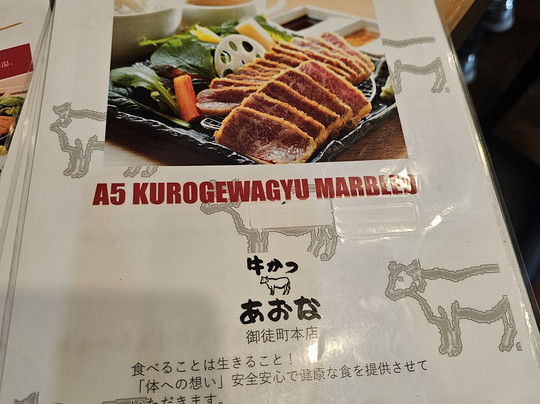 A5 KUROGEWAGYU MARBLED
牛かつ
あおな
御徒町本店
食べることは生きること！
「体への想い」安全安心で健康な食を提供させて
いただきます。